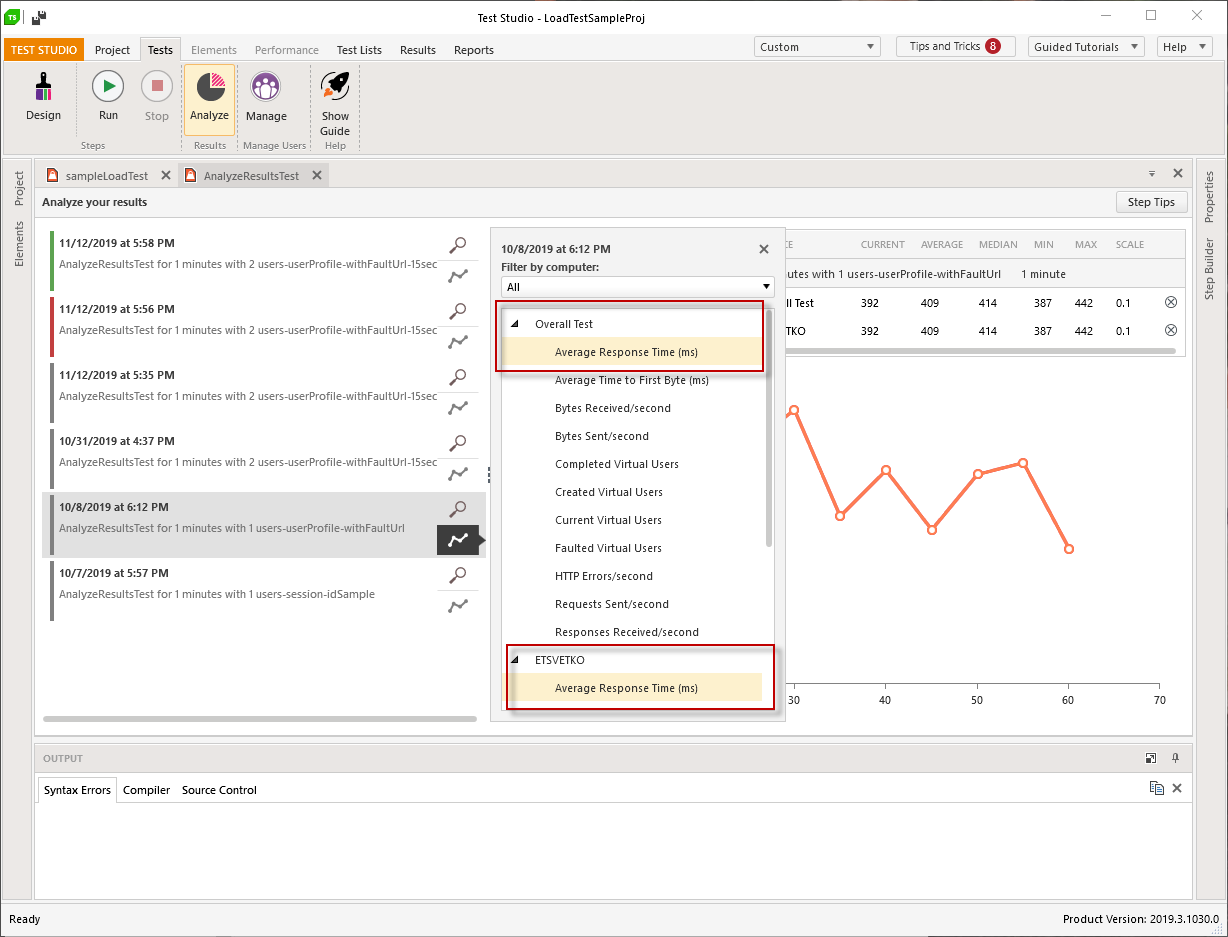 TS
Test Studio - LoadTestSampleProj
TEST STUDIO Project Tests Elements Performance Test Lists Results Reports Custom Tips and Tricks 8 Guided Tutorials Help
Design Run Stop Analyze Manage Show Guide
Steps Results Manage Users Help
Project
Elements
sampleLoadTest AnalyzeResultsTest
Analyze your results Step Tips
Properties
Step Builder
11/12/2019 at 5:58 PM
AnalyzeResultsTest for 1 minutes with 2 users-userProfile-withFaultUrl-15sec
11/12/2019 at 5:56 PM
AnalyzeResultsTest for 1 minutes with 2 users-userProfile-withFaultUrl-15sec
11/12/2019 at 5:35 PM
AnalyzeResultsTest for 1 minutes with 2 users-userProfile-withFaultUrl-15sec
10/31/2019 at 4:37 PM
AnalyzeResultsTest for 1 minutes with 2 users-userProfile-withFaultUrl-15sec
10/8/2019 at 6:12 PM
AnalyzeResultsTest for 1 minutes with 1 users-userProfile-withFaultUrl
10/7/2019 at 5:57 PM
AnalyzeResultsTest for 1 minutes with 1 users-session-idSample
10/8/2019 at 6:12 PM
Filter by computer:
All
Overall Test
Average Response Time (ms)
Average Time to First Byte (ms)
Bytes Received/second
Bytes Sent/second
Completed Virtual Users
Created Virtual Users
Current Virtual Users
Faulted Virtual Users
HTTP Errors/second
Requests Sent/second
Responses Received/second
ETSVETKO
Average Response Time (ms)
CE CURRENT AVERAGE MEDIAN MIN MAX SCALE
utes with 1 users-userProfile-withFaultUrl 1 minute
ll Test 392 409 414 387 442 0.1
TKO 392 409 414 387 442 0.1
30 40 50 60 70
OUTPUT
Syntax Errors Compiler Source Control
Ready Product Version: 2019.3.1030.0